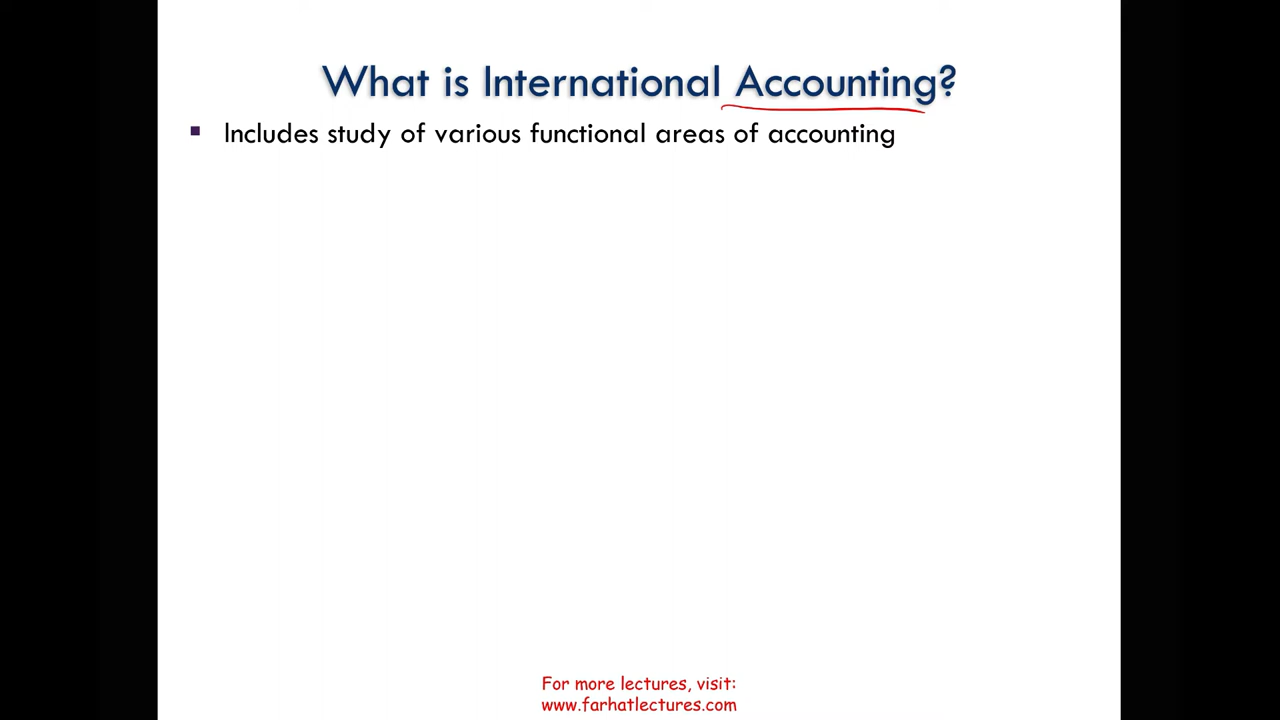 What is International Accounting?
▪ Includes study of various functional areas of accounting
For more lectures, visit:
www.farhatlectures.com